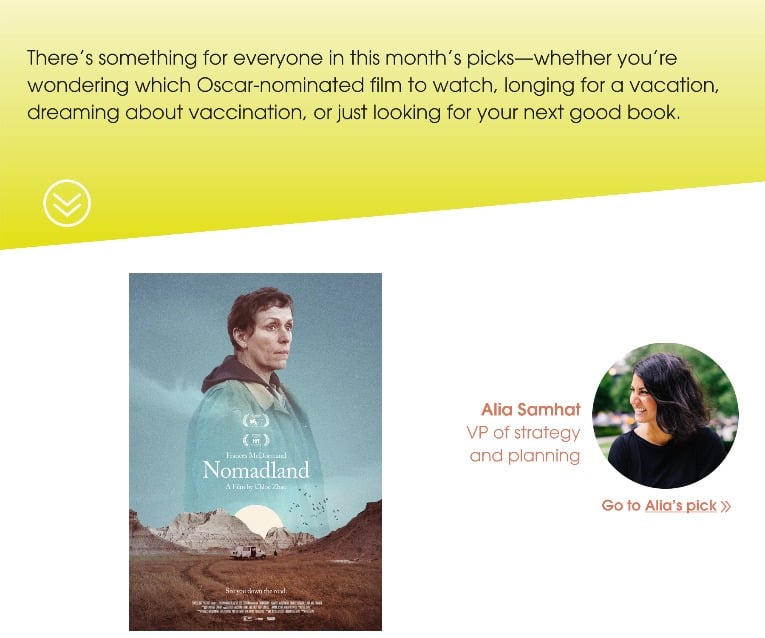 There’s something for everyone in this month’s picks—whether you’re
wondering which Oscar-nominated film to watch, longing for a vacation,
dreaming about vaccination, or just looking for your next good book.
Frances McDormand
Nomadland
A Film by Chloé Zhao
See you down the road.
Alia Samhat
VP of strategy
and planning
Go to Alia’s pick